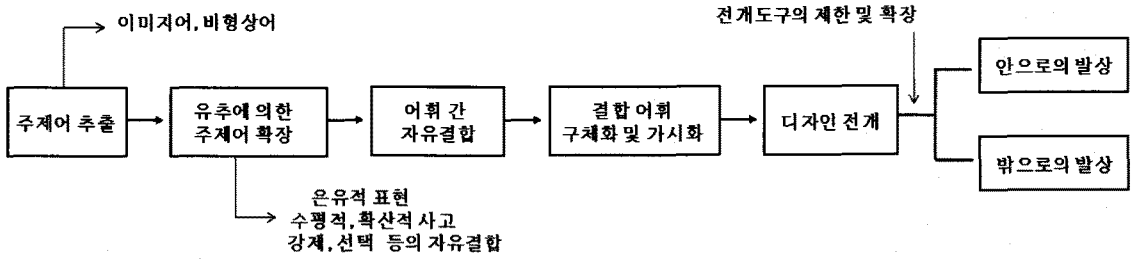 전개도구의 제한 및 확장
이미지어, 비형상어
안으로의 발상
주제어 추출
유추에 의한
주제어 확장
어휘 간
자유결합
결합 어휘
구체화 및 가시화
디자인 전개
밖으로의 발상
은유적 표현
수평적, 확산적 사고
강제, 선택 등의 자유결합